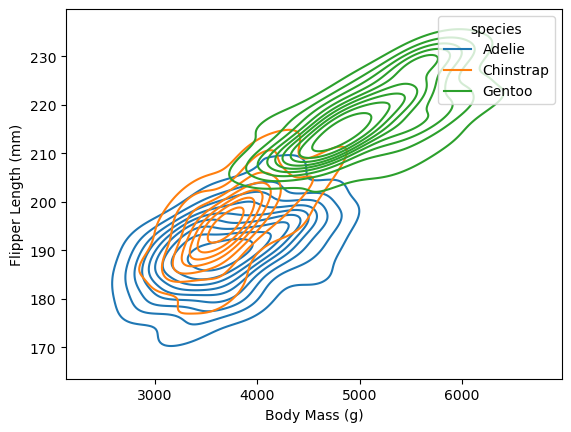 species
Adelie
Chinstrap
Gentoo
230
220
210
200
190
180
170
Flipper Length (mm)
3000
4000
5000
6000
Body Mass (g)